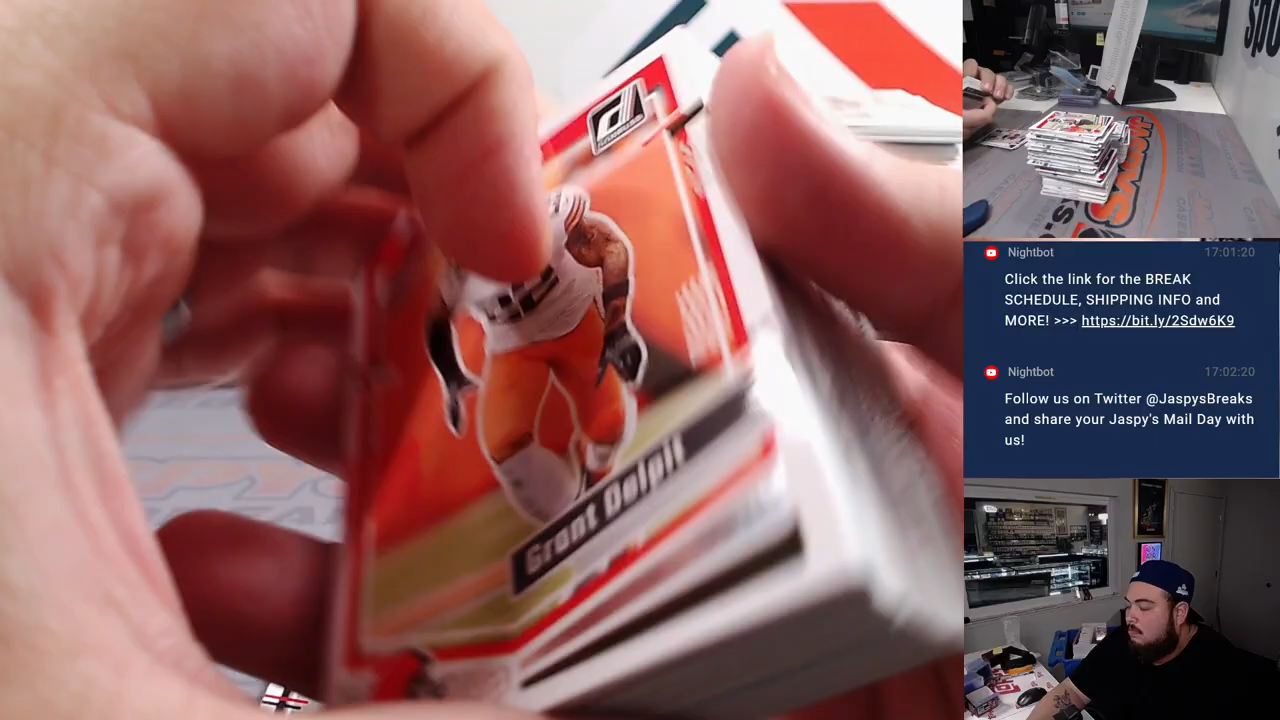 Grant Delpit
Nightbot 17:01:20
Click the link for the BREAK
SCHEDULE, SHIPPING INFO and
MORE! >>> https://bit.ly/2Sdw6K9
Nightbot 17:02:20
Follow us on Twitter @JaspysBreaks
and share your Jaspy's Mail Day with
us!